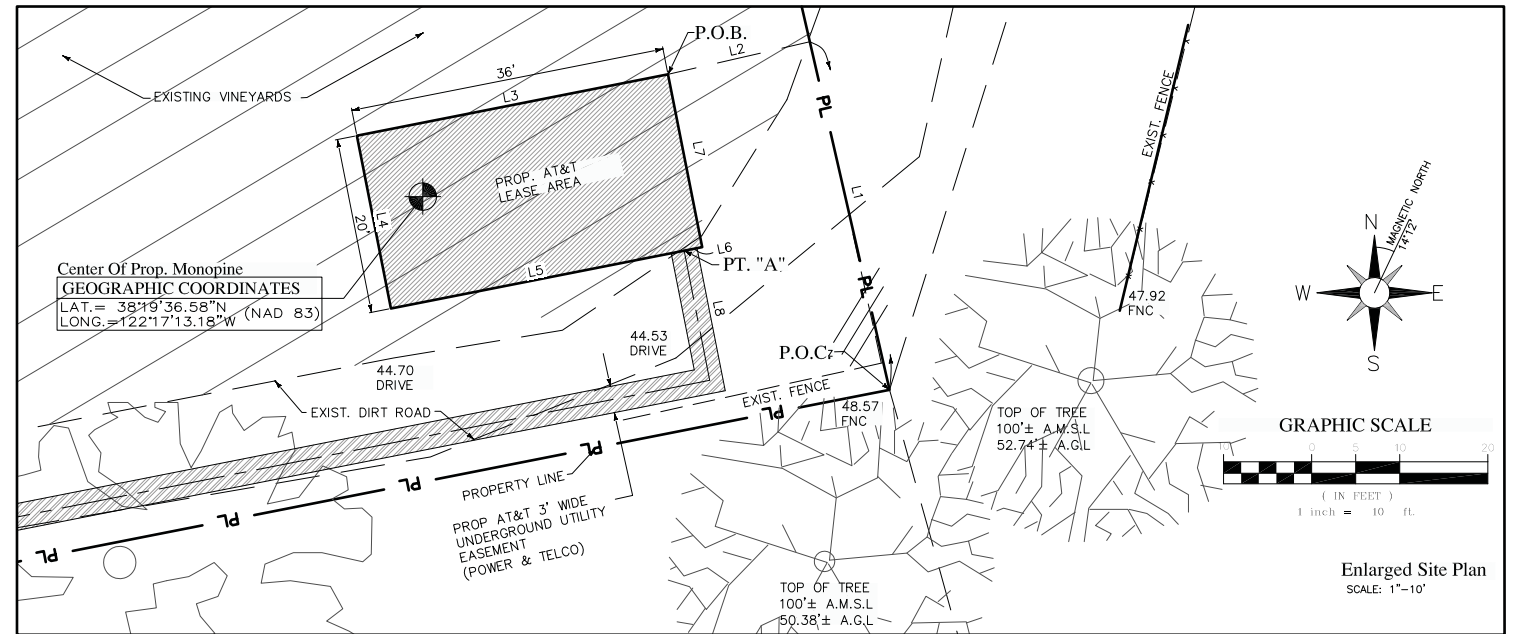 P.O.B.
L2
36'
L3
EXISTING VINEYARDS
PL
L7
EXIST. FENCE
PROP. AT&T
LEASE AREA
L1
MAGNETIC NORTH
14°12'
N
W
E
S
20'
L4
L6
PT. "A"
L5
Center Of Prop. Monopine
GEOGRAPHIC COORDINATES
LAT.= 38°19'36.58"N
LONG.=122°17'13.18"W
(NAD 83)
PL
L8
47.92
FNC
44.53
DRIVE
P.O.C.
44.70
DRIVE
EXIST. FENCE
EXIST. DIRT ROAD
PL
48.57
FNC
TOP OF TREE
100'± A.M.S.L
52.74'± A.G.L
GRAPHIC SCALE
10
0
5
10
20
( IN FEET )
1 inch = 10 ft.
PL
PL
PROPERTY LINE
PL
PL
PROP AT&T 3' WIDE
UNDERGROUND UTILITY
EASEMENT
(POWER & TELCO)
TOP OF TREE
100'± A.M.S.L
50.38'± A.G.L
Enlarged Site Plan
SCALE: 1"-10'